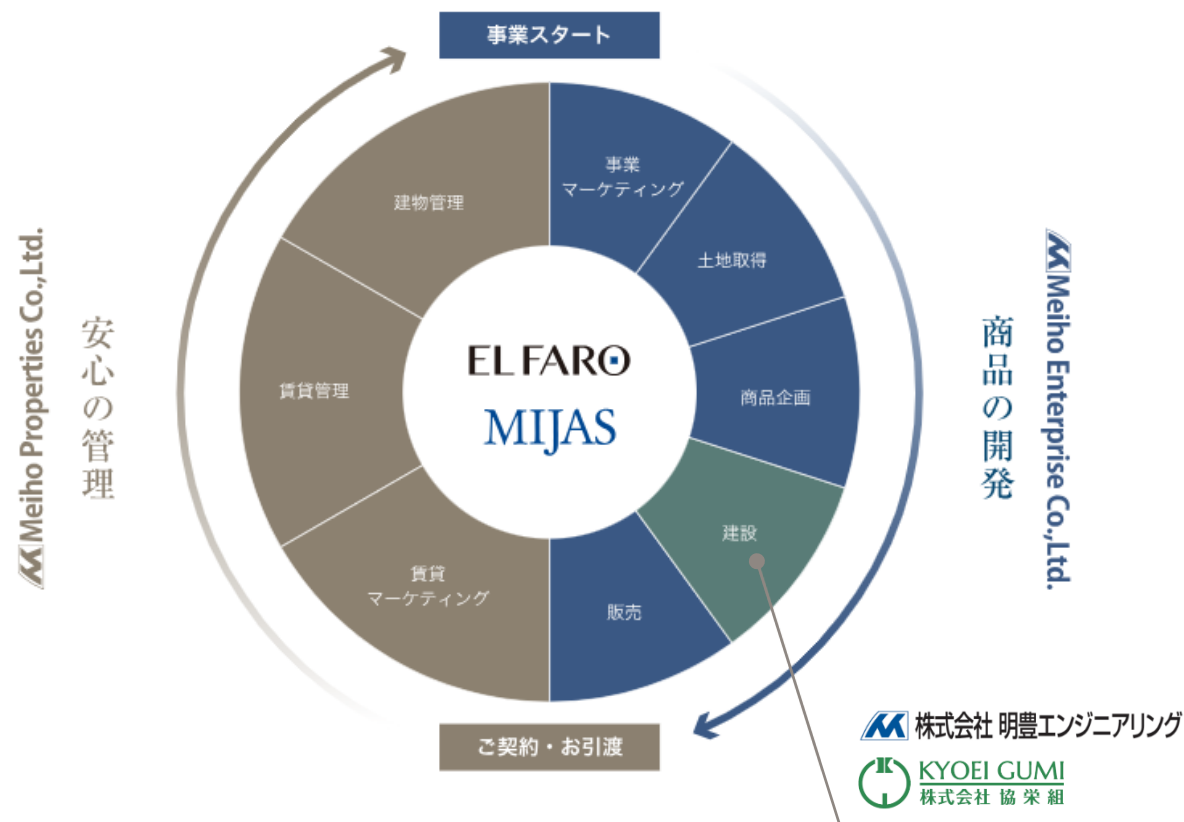 事業スタート
事業
マーケティング
土地取得
商品企画
建設
販売
建物管理
賃貸管理
賃貸
マーケティング
EL FARO
MIJAS
Meiho Properties Co.,Ltd.
安心の管理
商品の開発
Meiho Enterprise Co.,Ltd.
ご契約・お引渡
株式会社 明豊エンジニアリング
KYOEI GUMI
株式会社 協栄組